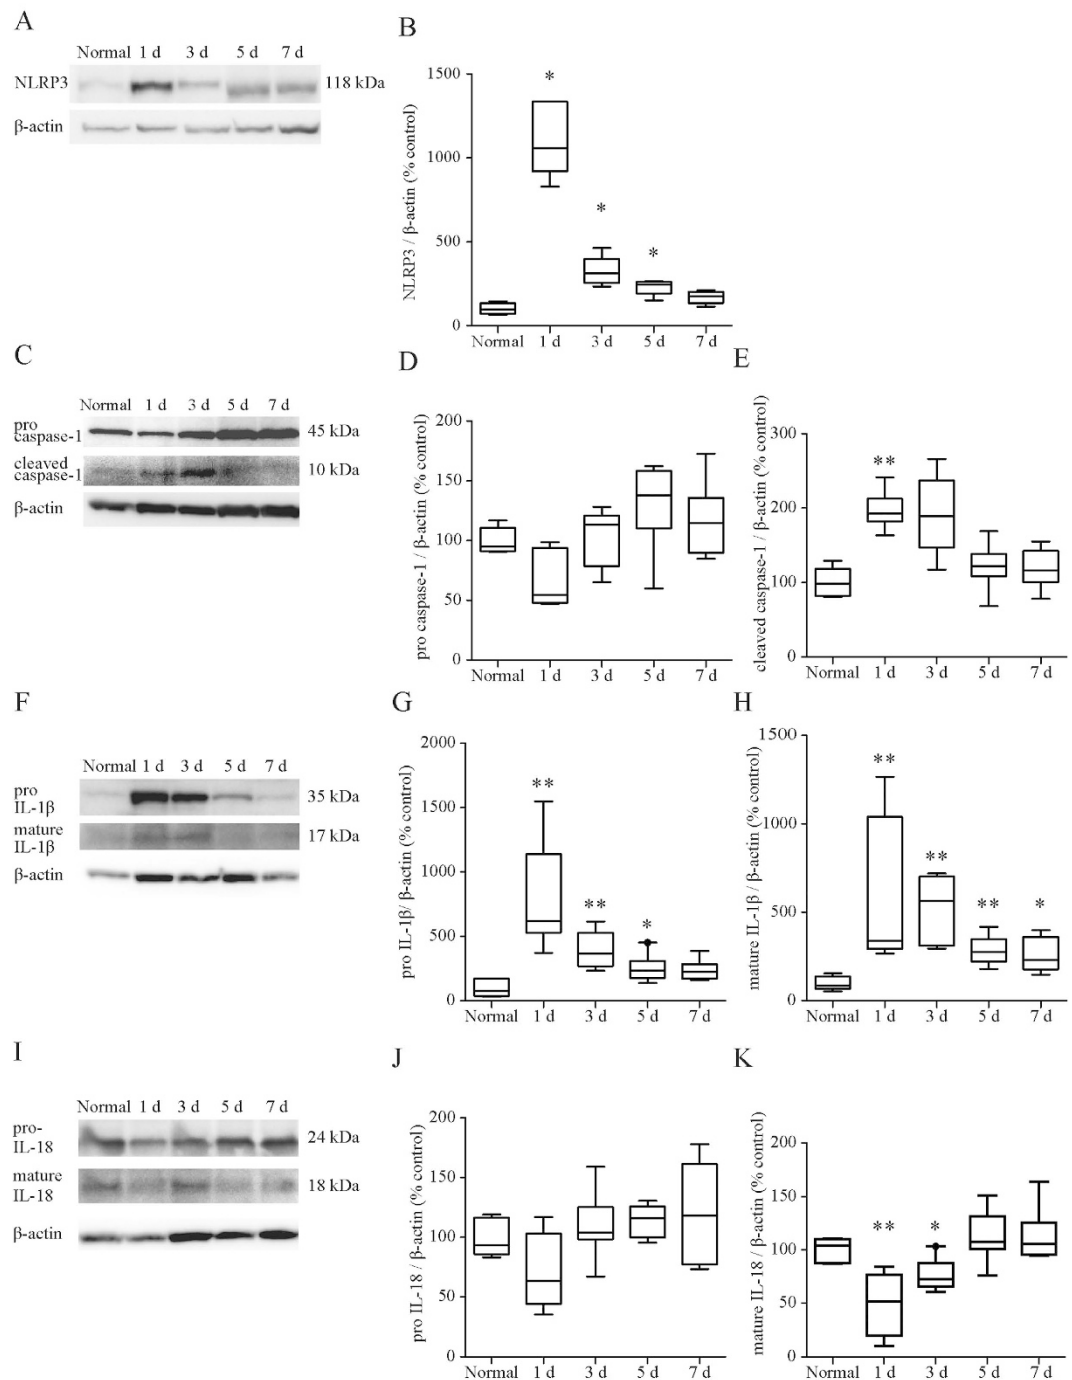 A
Normal 1 d 3 d 5 d 7 d
NLRP3 118 kDa
β-actin
B
NLRP3 / β-actin (% control)
1500
1000
500
0
* * *
Normal 1 d 3 d 5 d 7 d
C
Normal 1 d 3 d 5 d 7 d
pro
caspase-1 45 kDa
cleaved
caspase-1 10 kDa
β-actin
D
pro caspase-1 / β-actin (% control)
200
150
100
50
0
Normal 1 d 3 d 5 d 7 d
E
cleaved caspase-1 / β-actin (% control)
300
200
100
0
**
Normal 1 d 3 d 5 d 7 d
F
Normal 1 d 3 d 5 d 7 d
pro
IL-1β 35 kDa
mature
IL-1β 17 kDa
β-actin
G
pro IL-1β/ β-actin (% control)
2000
1500
1000
500
0
** ** *
Normal 1 d 3 d 5 d 7 d
H
mature IL-1β / β-actin (% control)
1500
1000
500
0
** ** ** *
Normal 1 d 3 d 5 d 7 d
I
Normal 1 d 3 d 5 d 7 d
pro-
IL-18 24 kDa
mature
IL-18 18 kDa
β-actin
J
pro IL-18 / β-actin (% control)
200
150
100
50
0
Normal 1 d 3 d 5 d 7 d
K
mature IL-18 / β-actin (% control)
200
150
100
50
0
** *
Normal 1 d 3 d 5 d 7 d